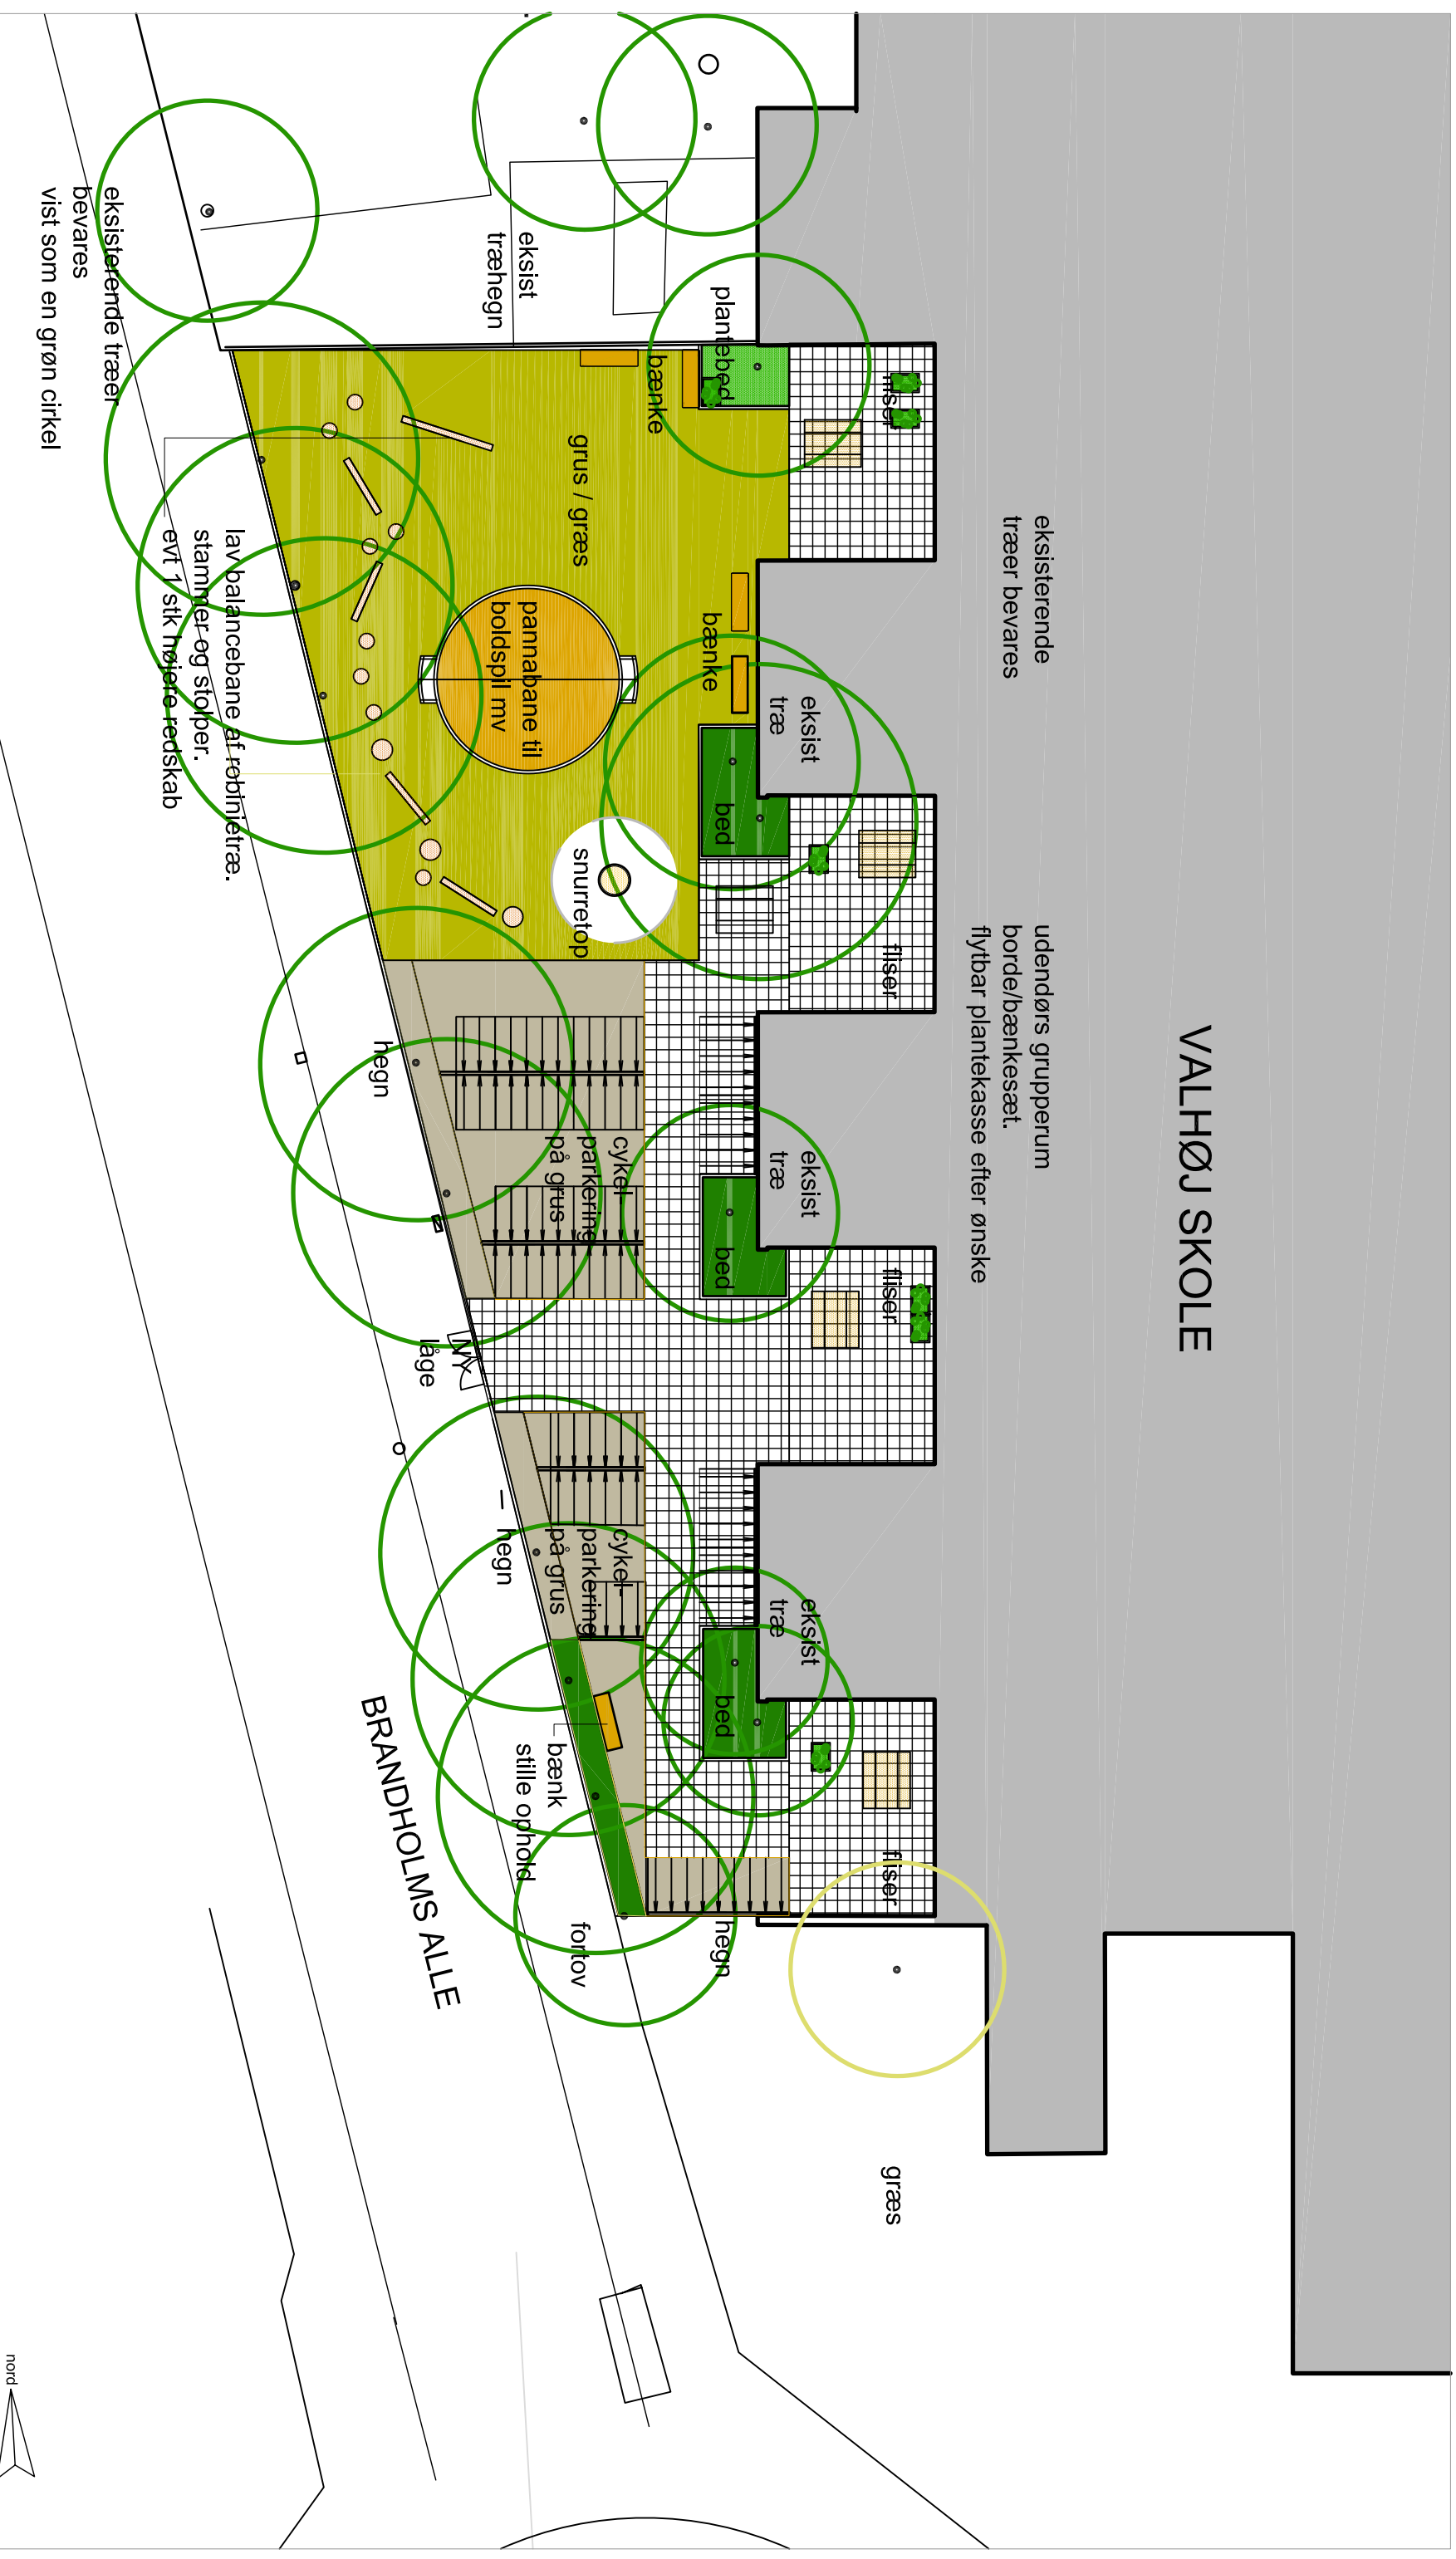 VALHØJ SKOLE
eksisterende
træer bevares
udendørs grupperum
borde/bænkesæt.
flytbar plantekasse efter ønske
fliser
fliser
fliser
fliser
græs
eksist
træ
eksist
træ
eksist
træ
plantebed
bænke
bænke
bed
bed
bed
hegn
eksist
træhegn
grus / græs
pannabane til
boldspil mv
snurretop
cykel-
parkering
på grus
cykel-
parkering
på grus
bænk
stille ophold
fortov
hegn
NY
låge
hegn
BRANDHOLMS ALLE
lav balancebane af robinietræ.
stammer og stolper.
evt 1 stk højere redskab
eksisterende træer
bevares
vist som en grøn cirkel
nord